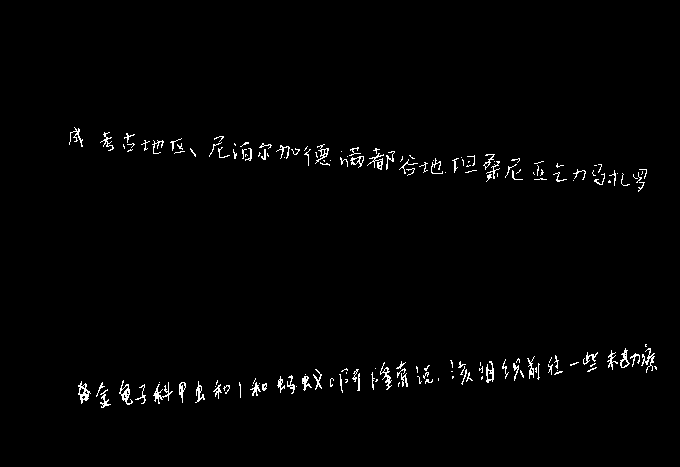 成考古地区、尼泊尔加德满都谷地坦桑尼亚乞力马扎罗
金龟子科甲虫和和蚂蚁。阿隆索说,该组织前往一些未勘察